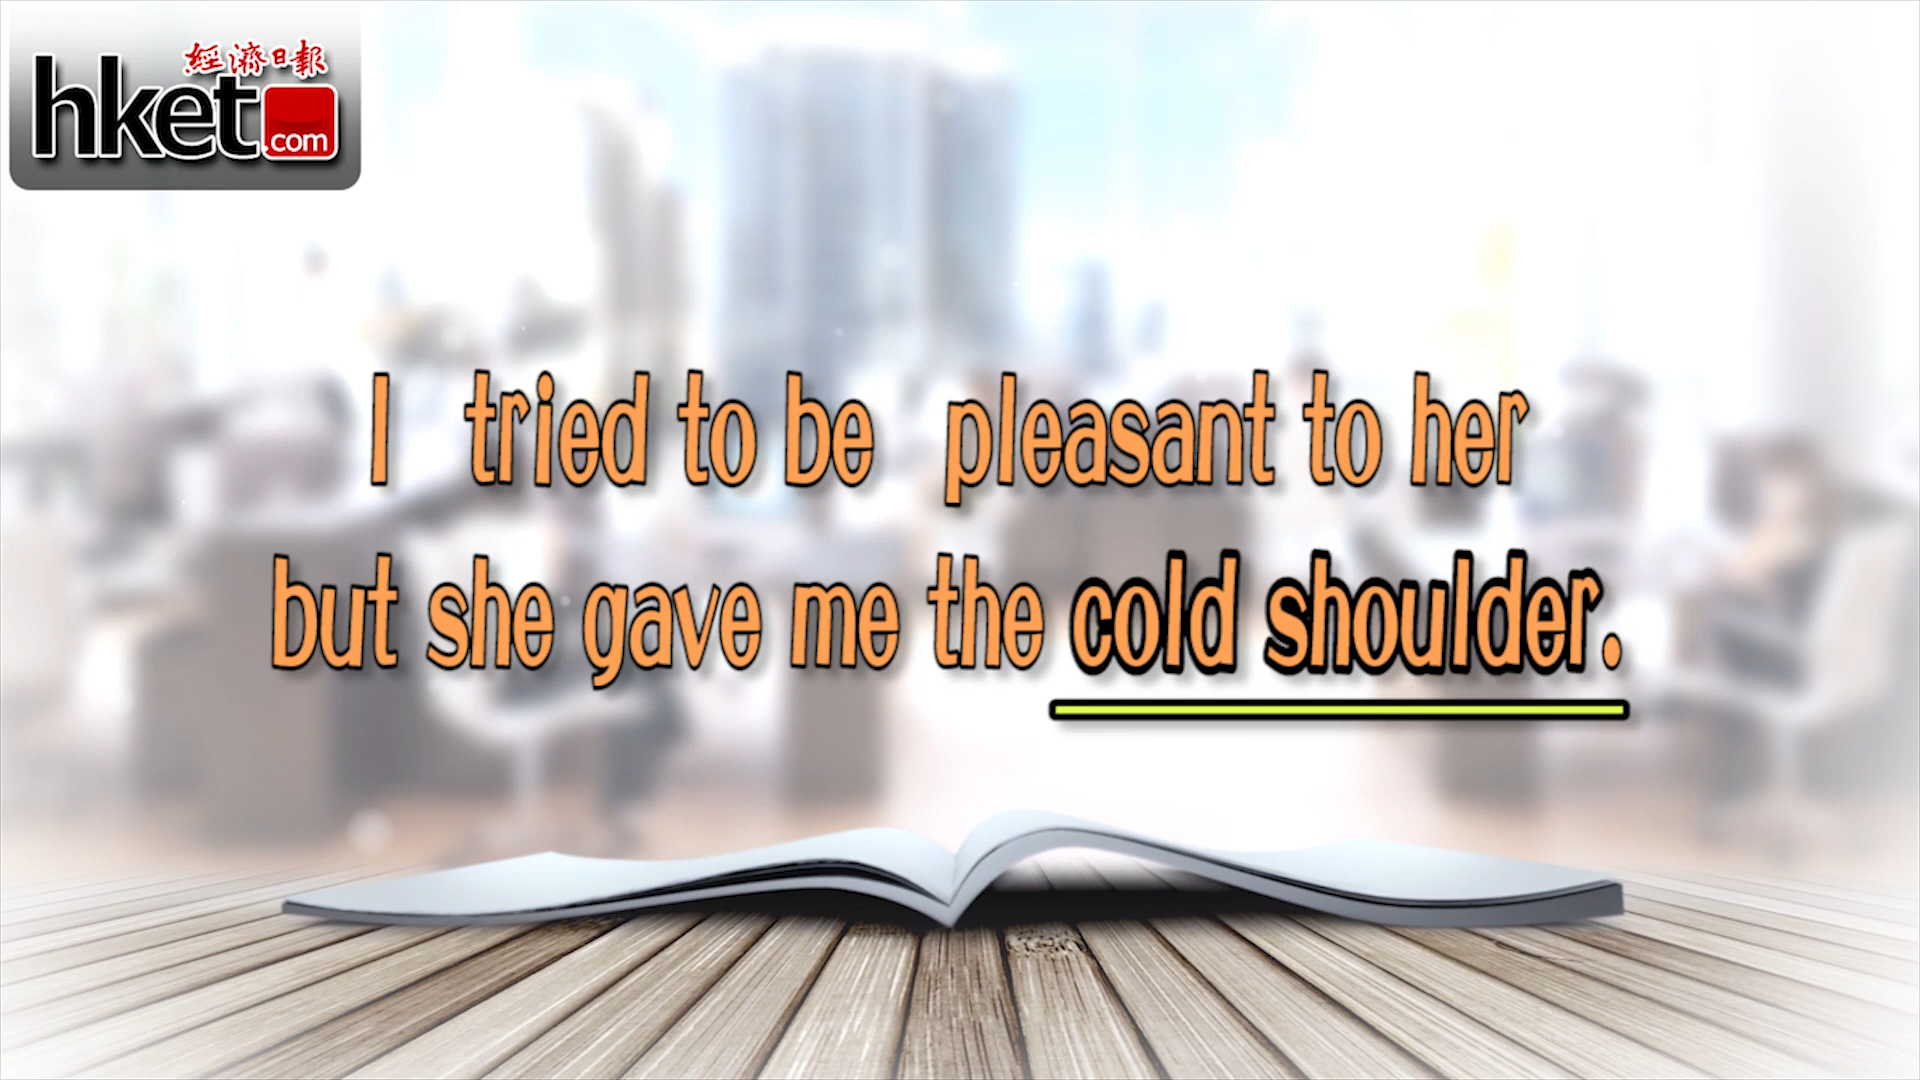 經濟日報
hket.com
I tried to be pleasant to her
but she gave me the cold shoulder.